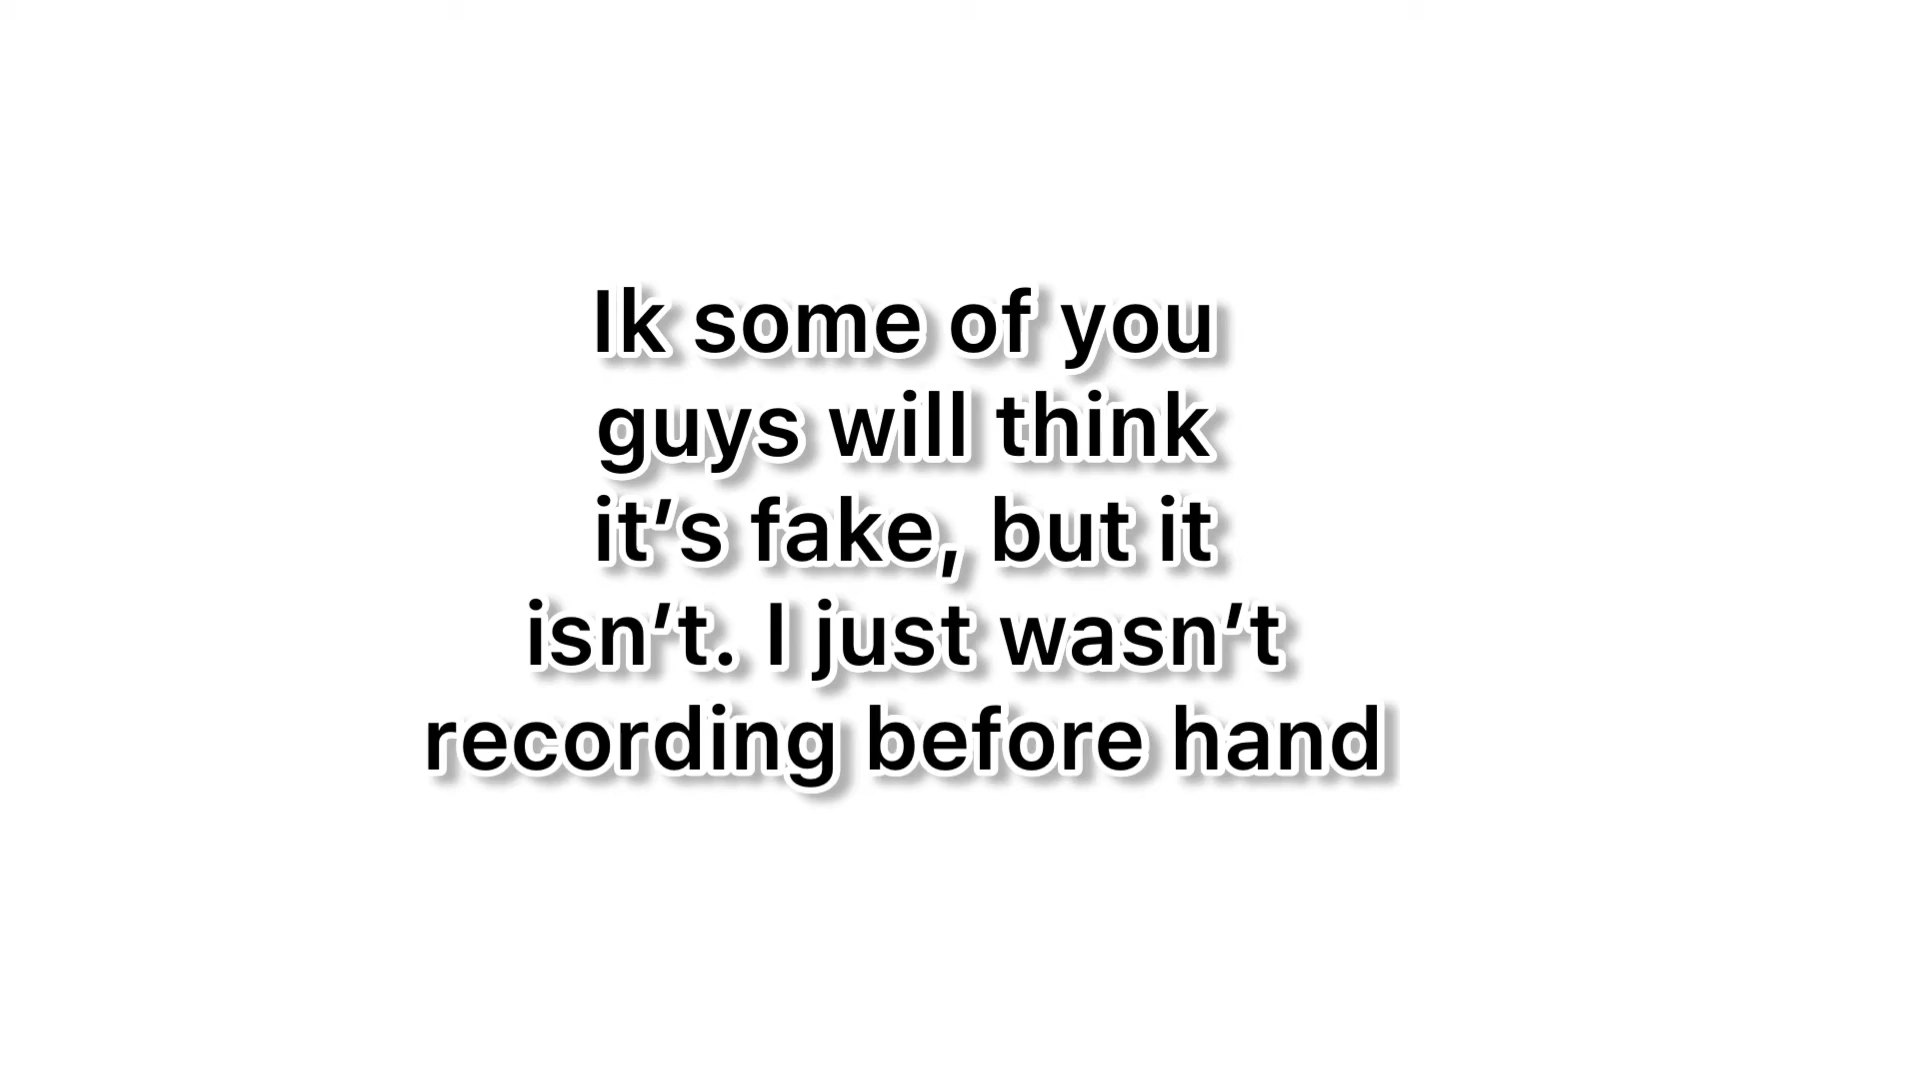 Ik some of you
guys will think
it’s fake, but it
isn’t. I just wasn’t
recording before hand